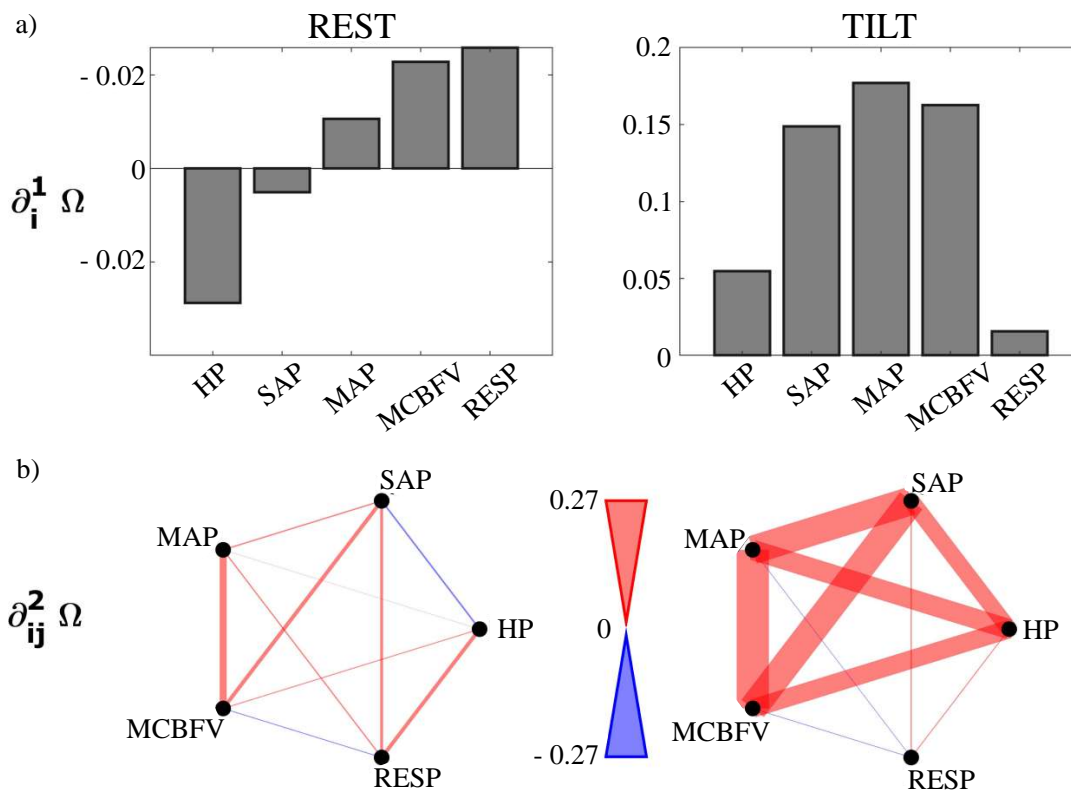 a)
REST
TILT
- 0.02
0
- 0.02
∂¹ᵢ Ω
HP
SAP
MAP
MCBFV
RESP
0.2
0.15
0.1
0.05
0
HP
SAP
MAP
MCBFV
RESP
b)
∂²ᵢⱼ Ω
SAP
MAP
HP
MCBFV
RESP
0.27
0
- 0.27
SAP
MAP
HP
MCBFV
RESP